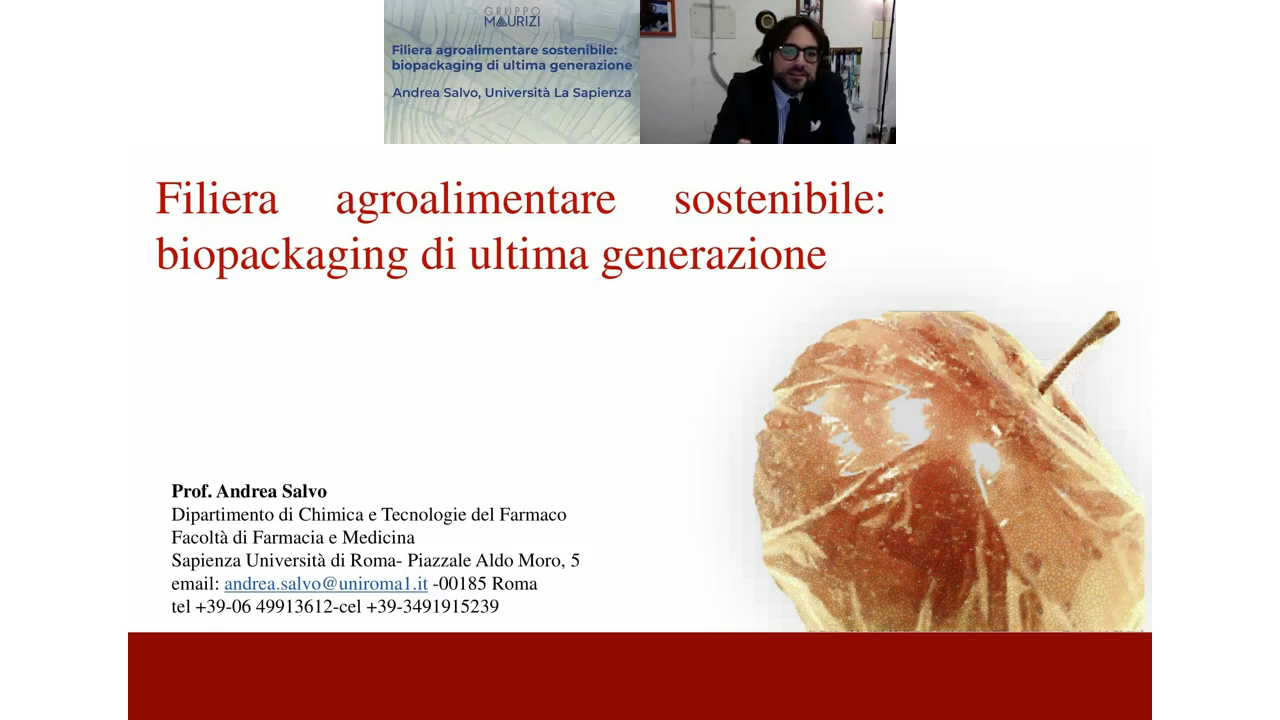 GRUPPO
MAURIZI
Filiera agroalimentare sostenibile:
biopackaging di ultima generazione
Andrea Salvo, Università La Sapienza
Filiera agroalimentare sostenibile:
biopackaging di ultima generazione
Prof. Andrea Salvo
Dipartimento di Chimica e Tecnologie del Farmaco
Facoltà di Farmacia e Medicina
Sapienza Università di Roma- Piazzale Aldo Moro, 5
email: andrea.salvo@uniroma1.it -00185 Roma
tel +39-06 49913612-cel +39-3491915239